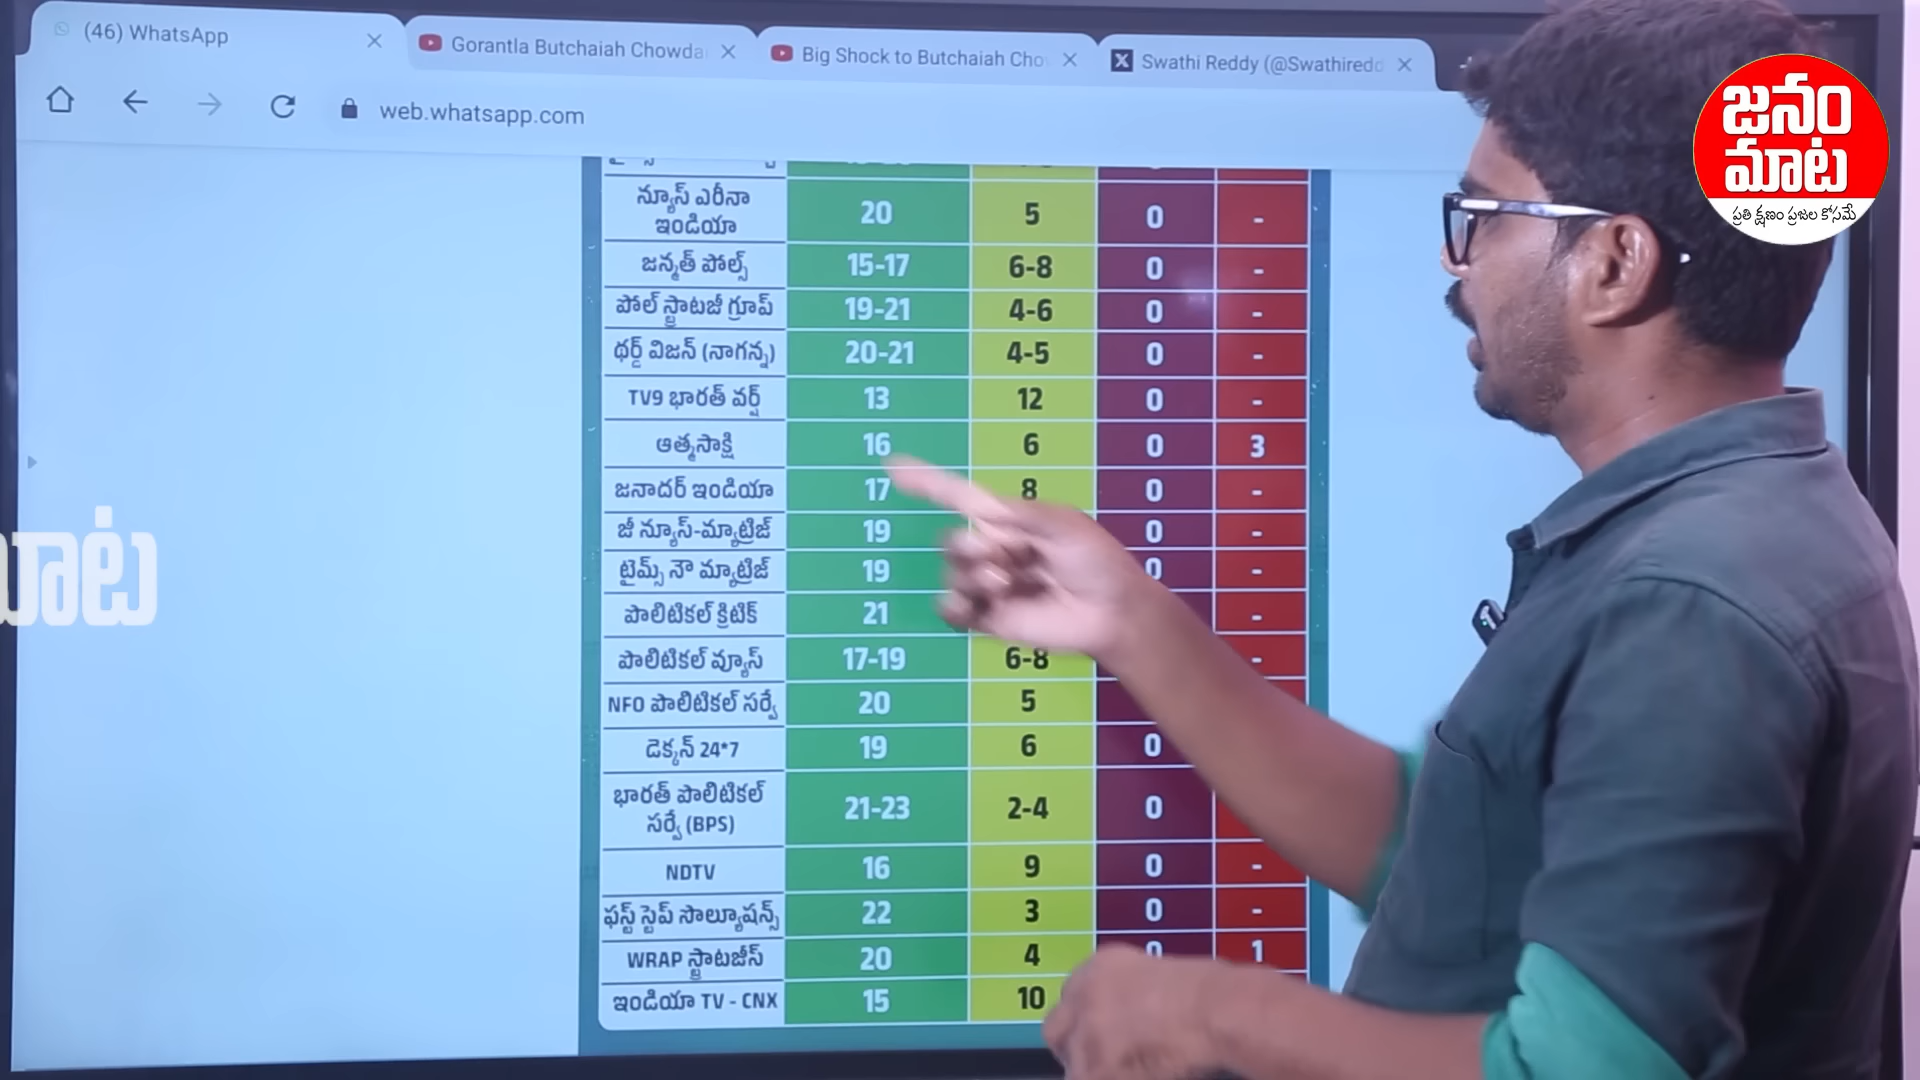 (46) WhatsApp
Gorantla Butchaiah Chowda
Big Shock to Butchaiah Cho
Swathi Reddy (@Swathiredd
web.whatsapp.com
జనం
మాట
ప్రతి క్షణం ప్రజల కోసమే
న్యూస్ ఎరీనా
ఇండియా 20 5 0 -
జన్మత్ పోల్స్ 15-17 6-8 0 -
పోల్ స్ట్రాటజీ గ్రూప్ 19-21 4-6 0 -
థర్డ్ విజన్ (నాగన్న) 20-21 4-5 0 -
TV9 భారత్ వర్ష్ 13 12 0 -
ఆత్మసాక్షి 16 6 0 3
జనాదర్ ఇండియా 17 8 0 -
జీ న్యూస్-మ్యాట్రిజ్ 19 0 -
టైమ్స్ నౌ మ్యాట్రిజ్ 19 0 -
పొలిటికల్ క్రిటిక్ 21 -
పొలిటికల్ వ్యూస్ 17-19 6-8 -
NFO పొలిటికల్ సర్వే 20 5
డెక్కన్ 24*7 19 6 0
భారత్ పొలిటికల్
సర్వే (BPS) 21-23 2-4 0
NDTV 16 9 0 -
ఫస్ట్ స్టెప్ సొల్యూషన్స్ 22 3 0 -
WRAP స్ట్రాటజీస్ 20 4 0 1
ఇండియా TV - CNX 15 10
మాట